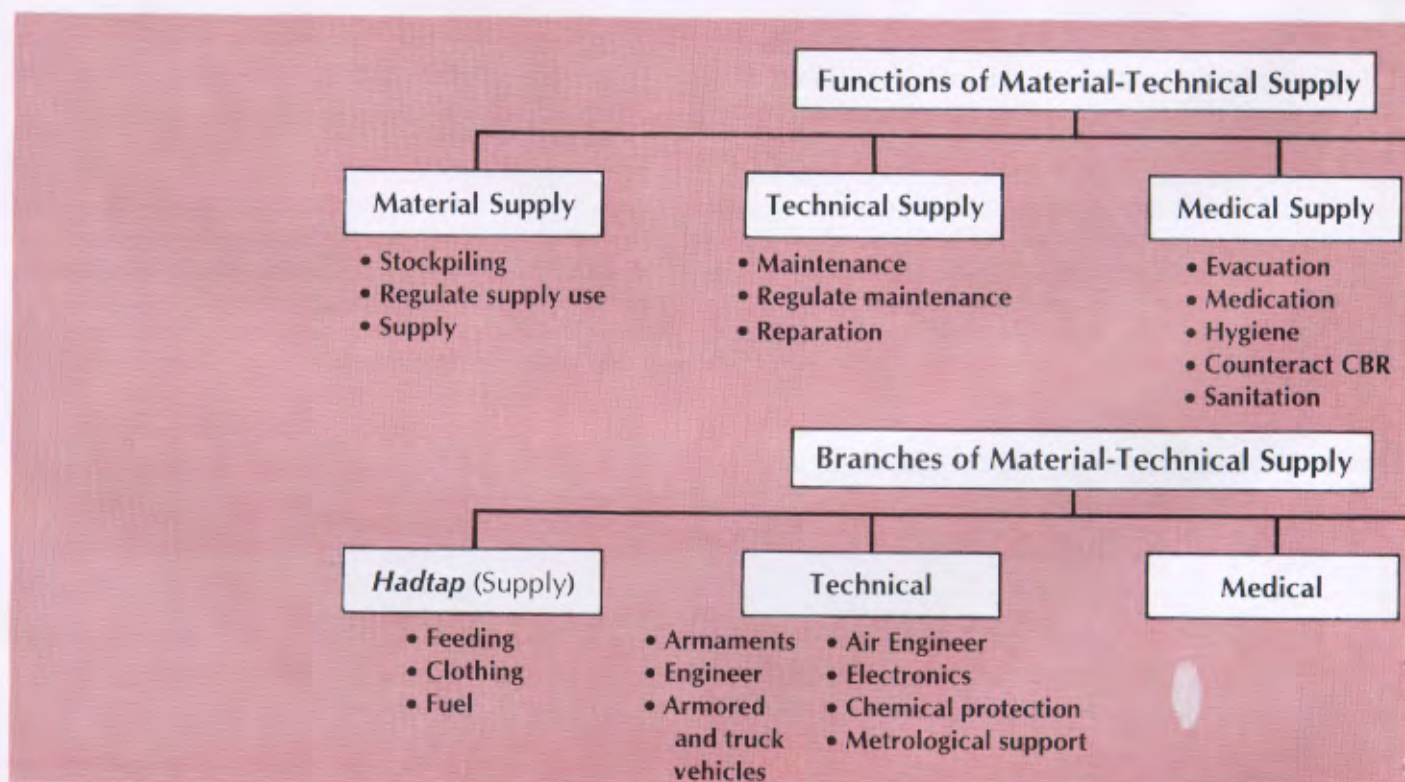 Functions of Material-Technical Supply
Material Supply
• Stockpiling
• Regulate supply use
• Supply
Technical Supply
• Maintenance
• Regulate maintenance
• Reparation
Medical Supply
• Evacuation
• Medication
• Hygiene
• Counteract CBR
• Sanitation
Branches of Material-Technical Supply
Hadtap (Supply)
• Feeding
• Clothing
• Fuel
Technical
• Armaments
• Engineer
• Armored
and truck
vehicles
• Air Engineer
• Electronics
• Chemical protection
• Metrological support
Medical